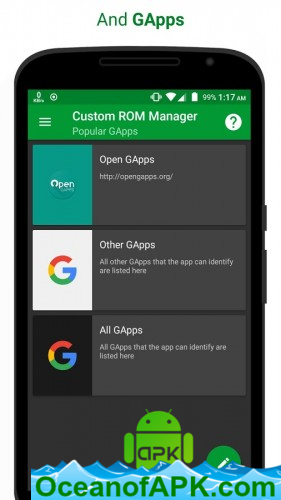 And GApps
0
KB/s
99% 1:17 AM
Custom ROM Manager
Popular GApps
?
Open
GAPPS
Open GApps
http://opengapps.org/
Other GApps
All other GApps that the app can identify
are listed here
All GApps
All GApps that the app can identify are
listed here
APK
OceanofAPK.com